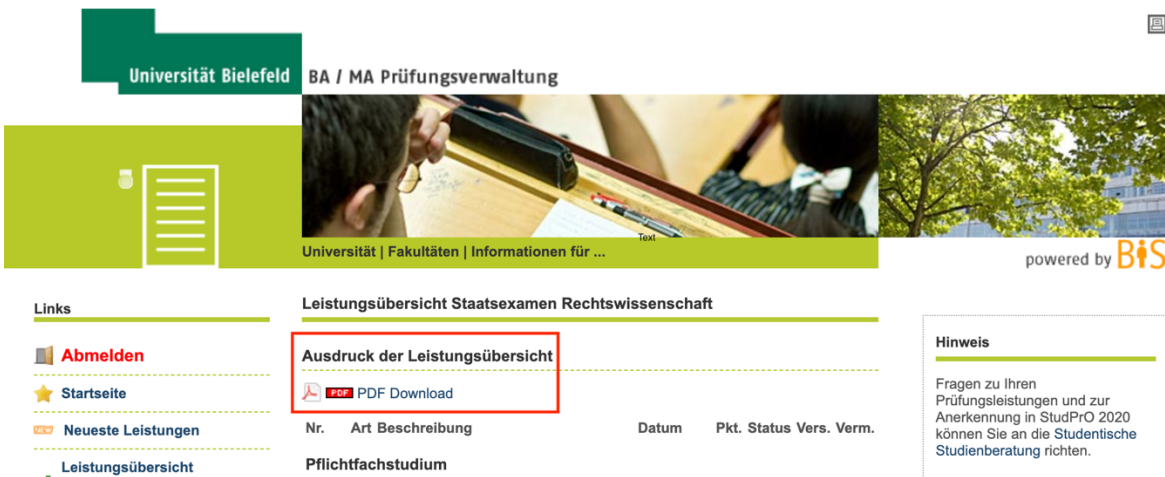 Universität Bielefeld
BA / MA Prüfungsverwaltung
Text
Universität | Fakultäten | Informationen für ...
powered by BiS
Links
Abmelden
Startseite
Neueste Leistungen
Leistungsübersicht
Leistungsübersicht Staatsexamen Rechtswissenschaft
Ausdruck der Leistungsübersicht
PDF PDF Download
Nr. Art Beschreibung Datum Pkt. Status Vers. Verm.
Pflichtfachstudium
Hinweis
Fragen zu Ihren
Prüfungsleistungen und zur
Anerkennung in StudPrO 2020
können Sie an die Studentische
Studienberatung richten.